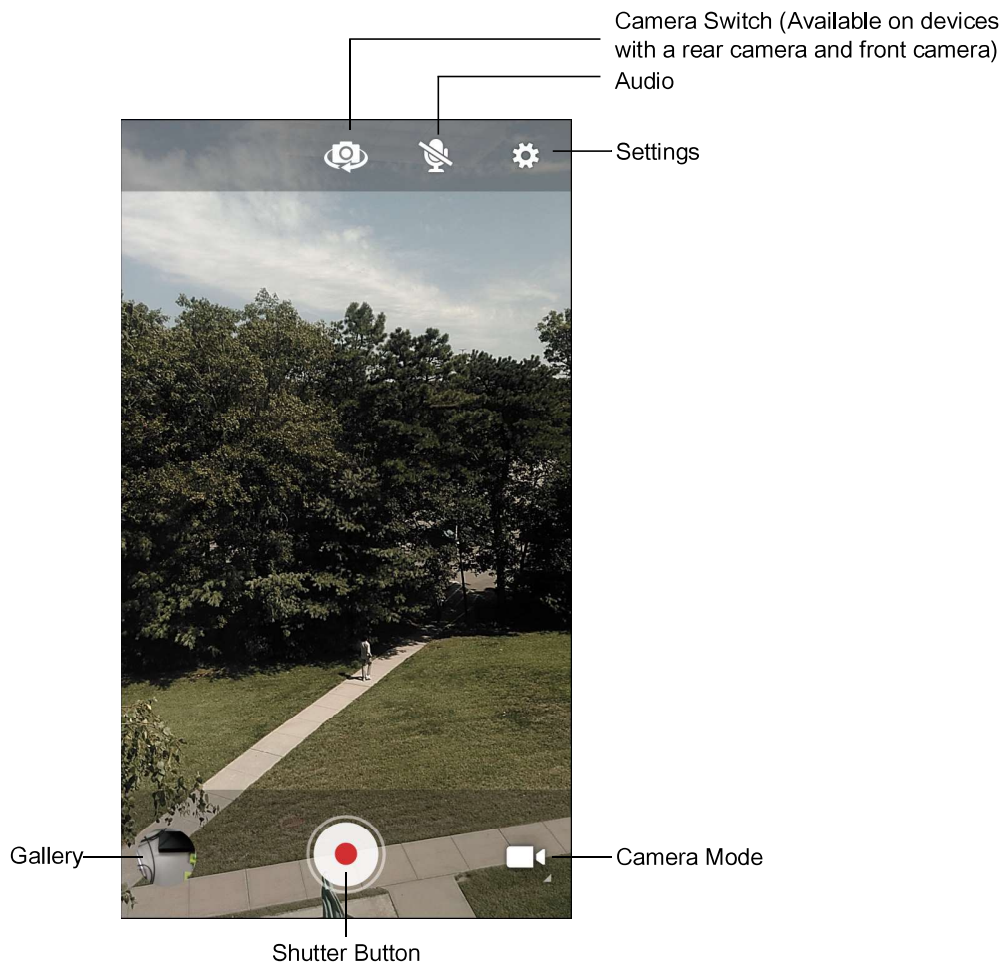 Camera Switch (Available on devices
with a rear camera and front camera)
Audio
Settings
Gallery
Camera Mode
Shutter Button